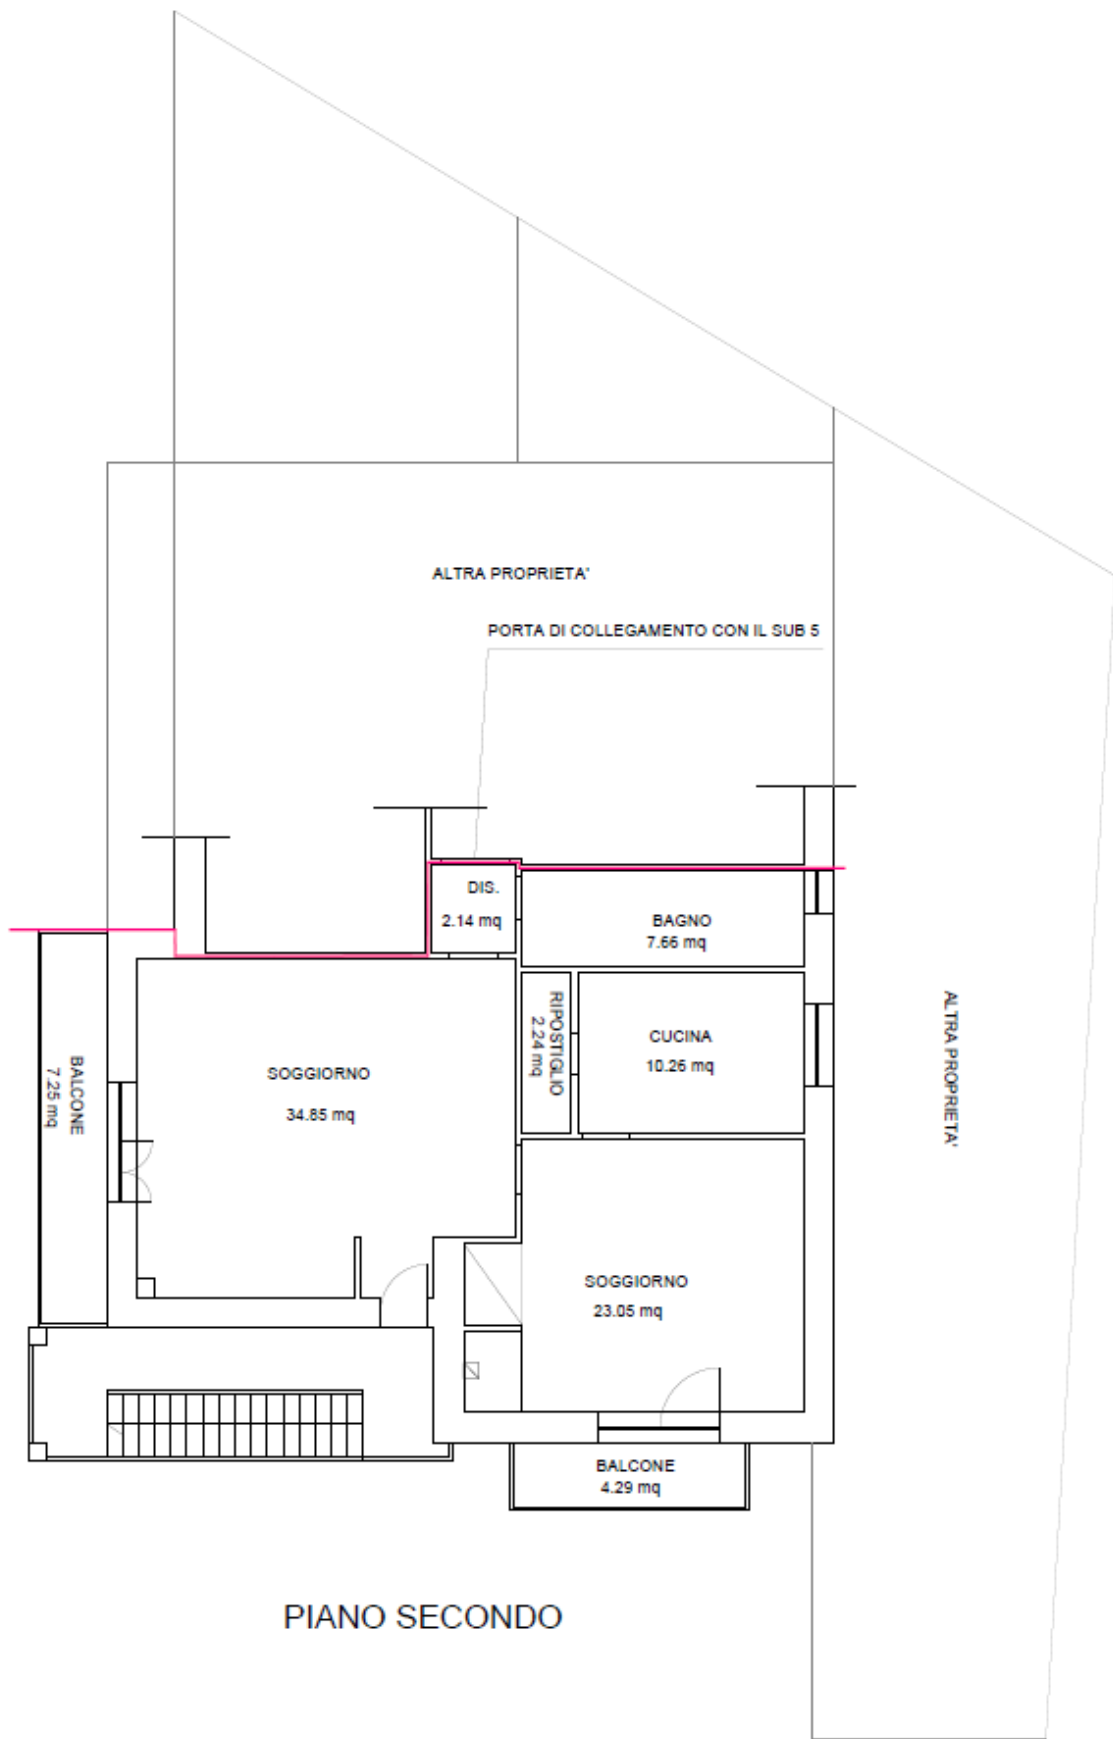 ALTRA PROPRIETA'
PORTA DI COLLEGAMENTO CON IL SUB 5
DIS.
2.14 mq
BAGNO
7.66 mq
RIPOSTIGLIO
2.24 mq
CUCINA
10.26 mq
ALTRA PROPRIETA'
BALCONE
7.25 mq
SOGGIORNO
34.85 mq
SOGGIORNO
23.05 mq
BALCONE
4.29 mq
PIANO SECONDO